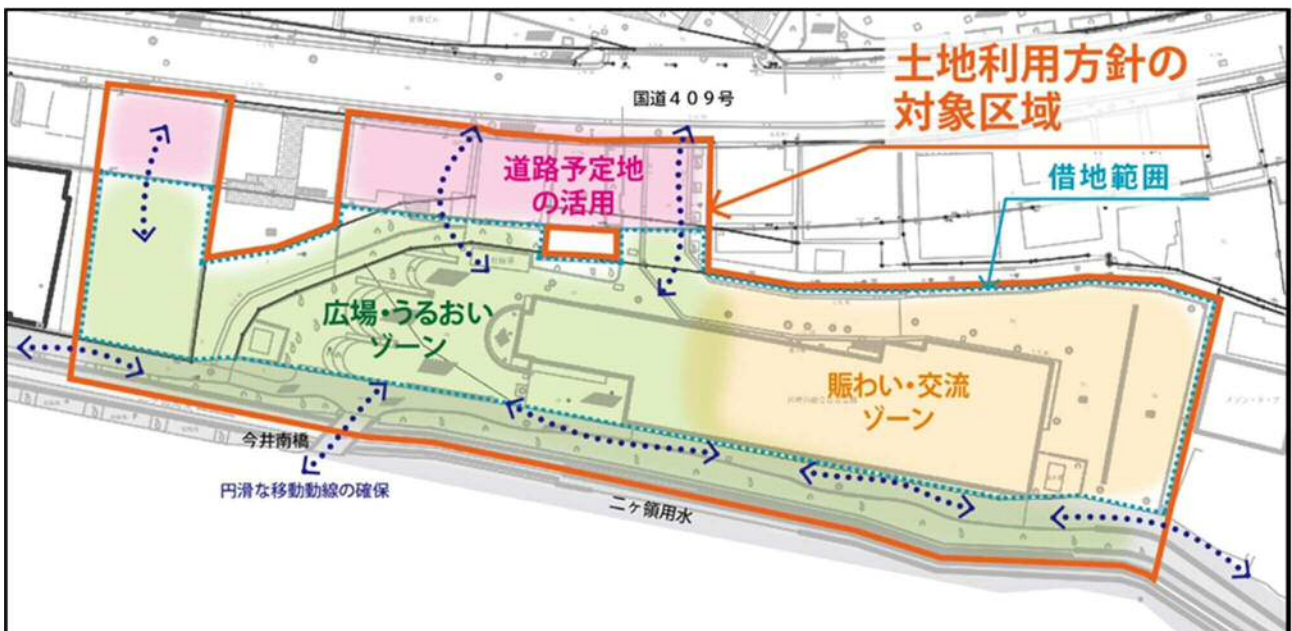 国道409号
土地利用方針の
対象区域
借地範囲
道路予定地
の活用
広場・うるおい
ゾーン
賑わい・交流
ゾーン
今井南橋
円滑な移動動線の確保
二ヶ領用水